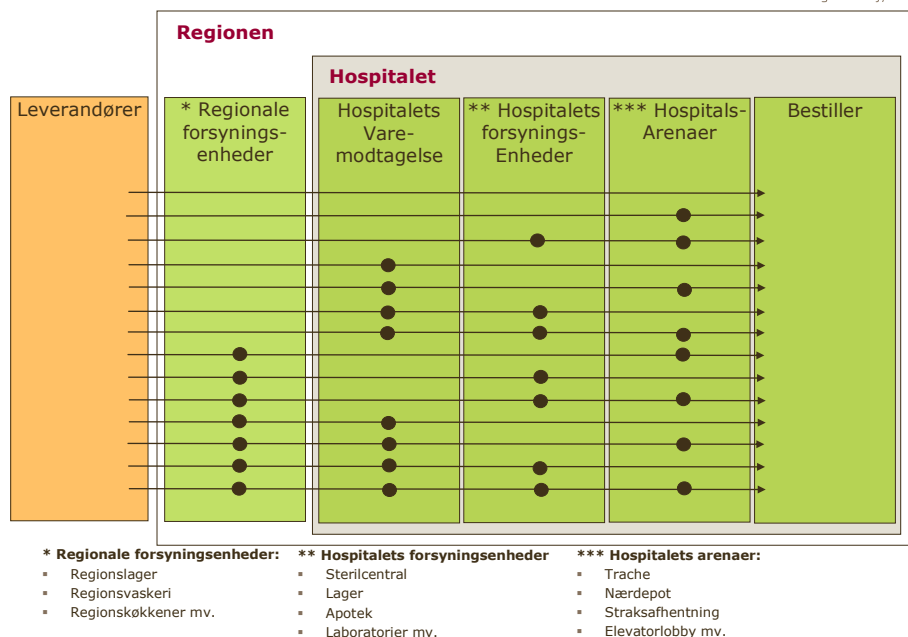 Regionen
Hospitalet
Leverandører
* Regionale
forsynings-
enheder
Hospitalets
Vare-
modtagelse
** Hospitalets
forsynings-
Enheder
*** Hospitals-
Arenaer
Bestiller
* Regionale forsyningsenheder:
▪ Regionslager
▪ Regionsvaskeri
▪ Regionskøkkener mv.
** Hospitalets forsyningsenheder
▪ Sterilcentral
▪ Lager
▪ Apotek
▪ Laboratorier mv.
*** Hospitalets arenaer:
▪ Trache
▪ Nærdepot
▪ Straksafhentning
▪ Elevatorlobby mv.